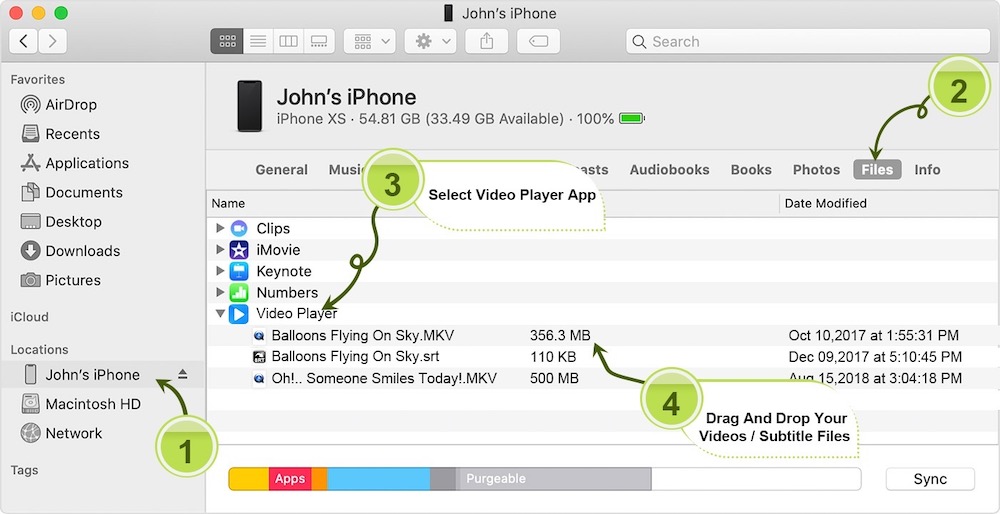 John's iPhone
Search
Favorites
AirDrop
Recents
Applications
Documents
Desktop
Downloads
Pictures
iCloud
Locations
John's iPhone
Macintosh HD
Network
Tags
1
John's iPhone
iPhone XS · 54.81 GB (33.49 GB Available) · 100%
2
General Audiobooks Books Photos Files Info
3
Select Video Player App
Name Date Modified
Clips
iMovie
Keynote
Numbers
Video Player
Balloons Flying On Sky.MKV 356.3 MB Oct 10,2017 at 1:55:31 PM
Balloons Flying On Sky.srt 110 KB Dec 09,2017 at 5:10:45 PM
Oh!.. Someone Smiles Today!.MKV 500 MB Aug 15,2018 at 3:04:18 PM
4
Drag And Drop Your
Videos / Subtitle Files
Apps Purgeable
Sync